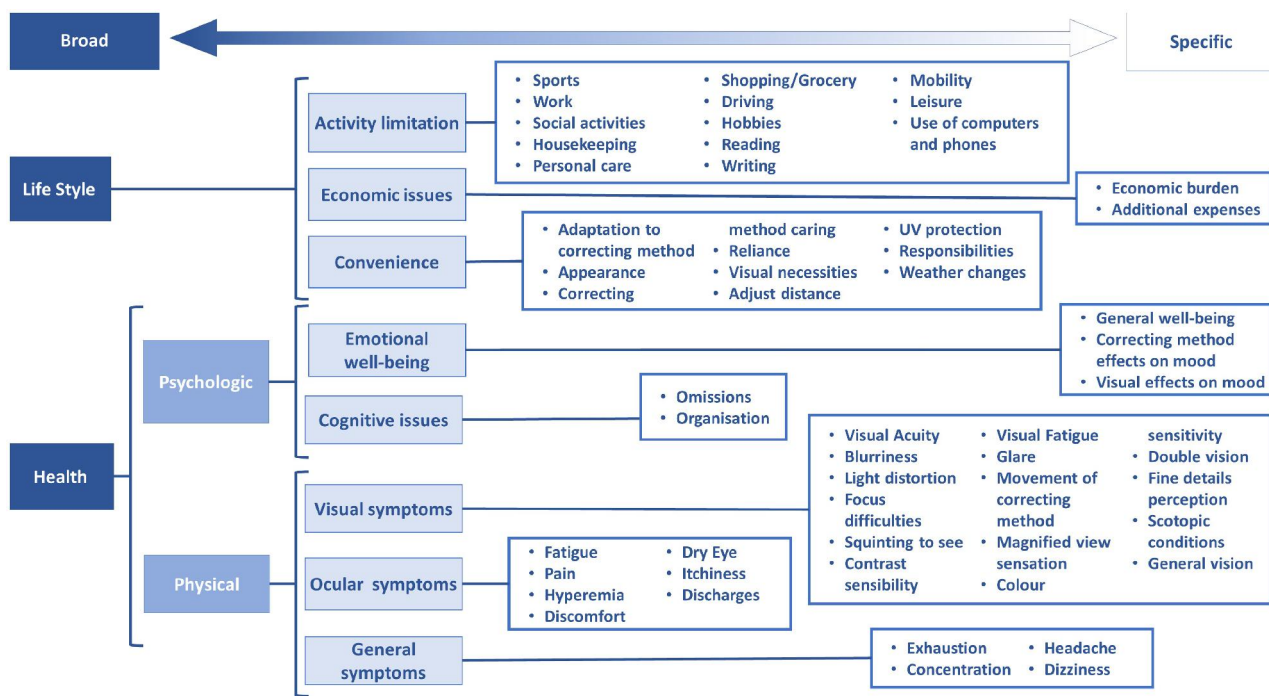 Broad
Specific
Life Style
Activity limitation
• Sports
• Work
• Social activities
• Housekeeping
• Personal care
• Shopping/Grocery
• Driving
• Hobbies
• Reading
• Writing
• Mobility
• Leisure
• Use of computers
and phones
Economic issues
• Economic burden
• Additional expenses
Convenience
• Adaptation to
correcting method
• Appearance
• Correcting
method caring
• Reliance
• Visual necessities
• Adjust distance
• UV protection
• Responsibilities
• Weather changes
Health
Psychologic
Emotional
well-being
• General well-being
• Correcting method
effects on mood
• Visual effects on mood
Cognitive issues
• Omissions
• Organisation
Physical
Visual symptoms
• Visual Acuity
• Blurriness
• Light distortion
• Focus
difficulties
• Squinting to see
• Contrast
sensibility
• Visual Fatigue
• Glare
• Movement of
correcting
method
• Magnified view
sensation
• Colour
sensitivity
• Double vision
• Fine details
perception
• Scotopic
conditions
• General vision
Ocular symptoms
• Fatigue
• Pain
• Hyperemia
• Discomfort
• Dry Eye
• Itchiness
• Discharges
General
symptoms
• Exhaustion
• Concentration
• Headache
• Dizziness